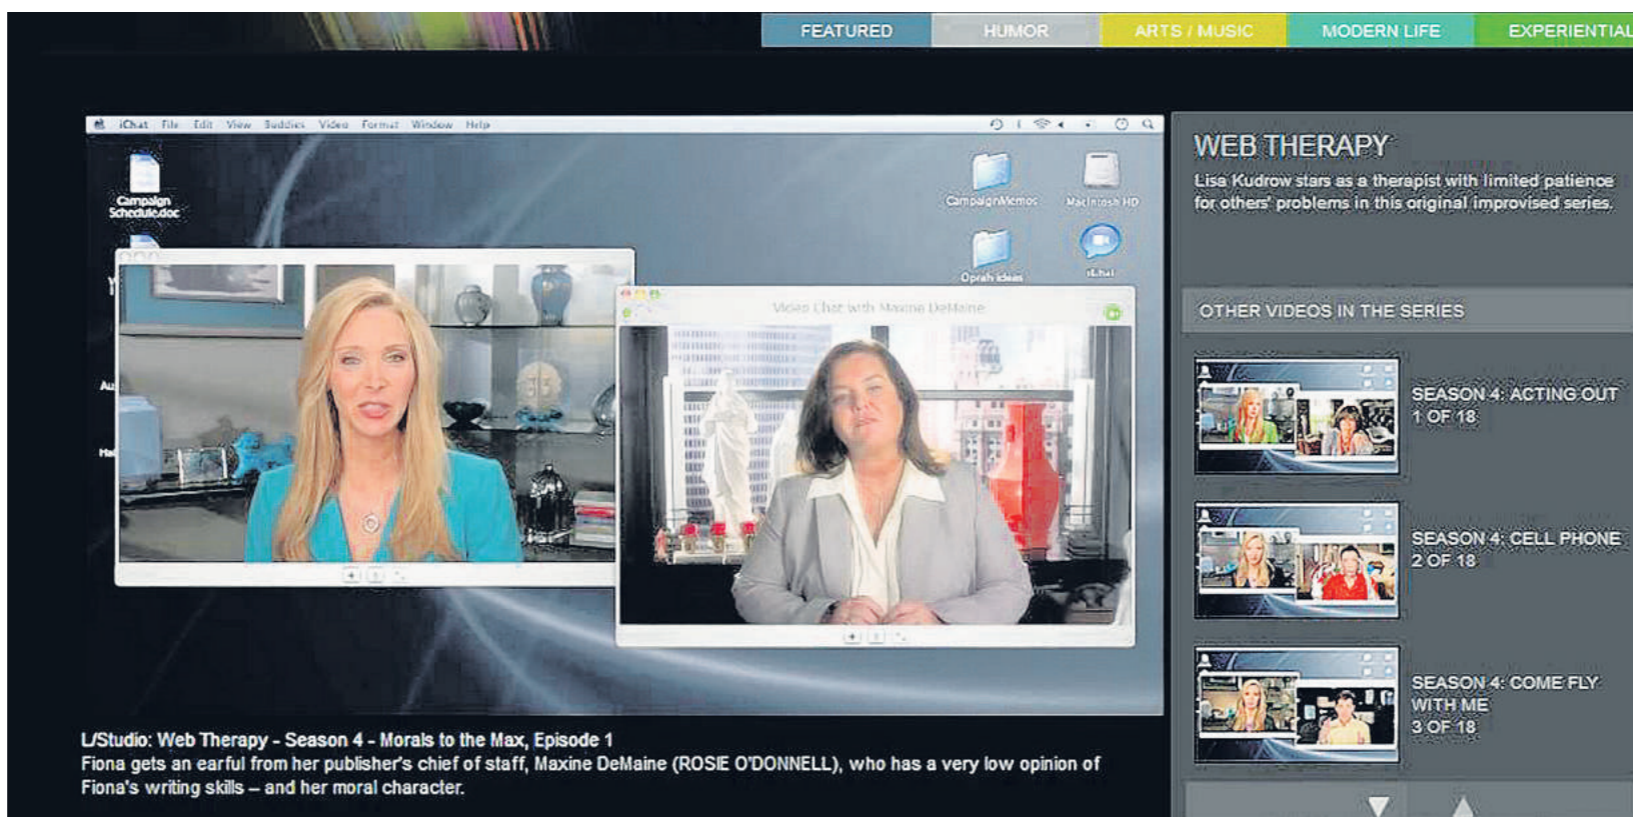 FEATURED
HUMOR
ARTS / MUSIC
MODERN LIFE
EXPERIENTIAL
iChat File Edit View Buddies Video Format Window Help
Campaign
Schedule.doc
CampaignMemos
Macintosh HD
Oprah ideas
iChat
Video Chat with Maxine DeMaine
WEB THERAPY
Lisa Kudrow stars as a therapist with limited patience
for others' problems in this original improvised series.
OTHER VIDEOS IN THE SERIES
SEASON 4: ACTING OUT
1 OF 18
SEASON 4: CELL PHONE
2 OF 18
SEASON 4: COME FLY
WITH ME
3 OF 18
L/Studio: Web Therapy - Season 4 - Morals to the Max, Episode 1
Fiona gets an earful from her publisher's chief of staff, Maxine DeMaine (ROSIE O'DONNELL), who has a very low opinion of
Fiona's writing skills – and her moral character.